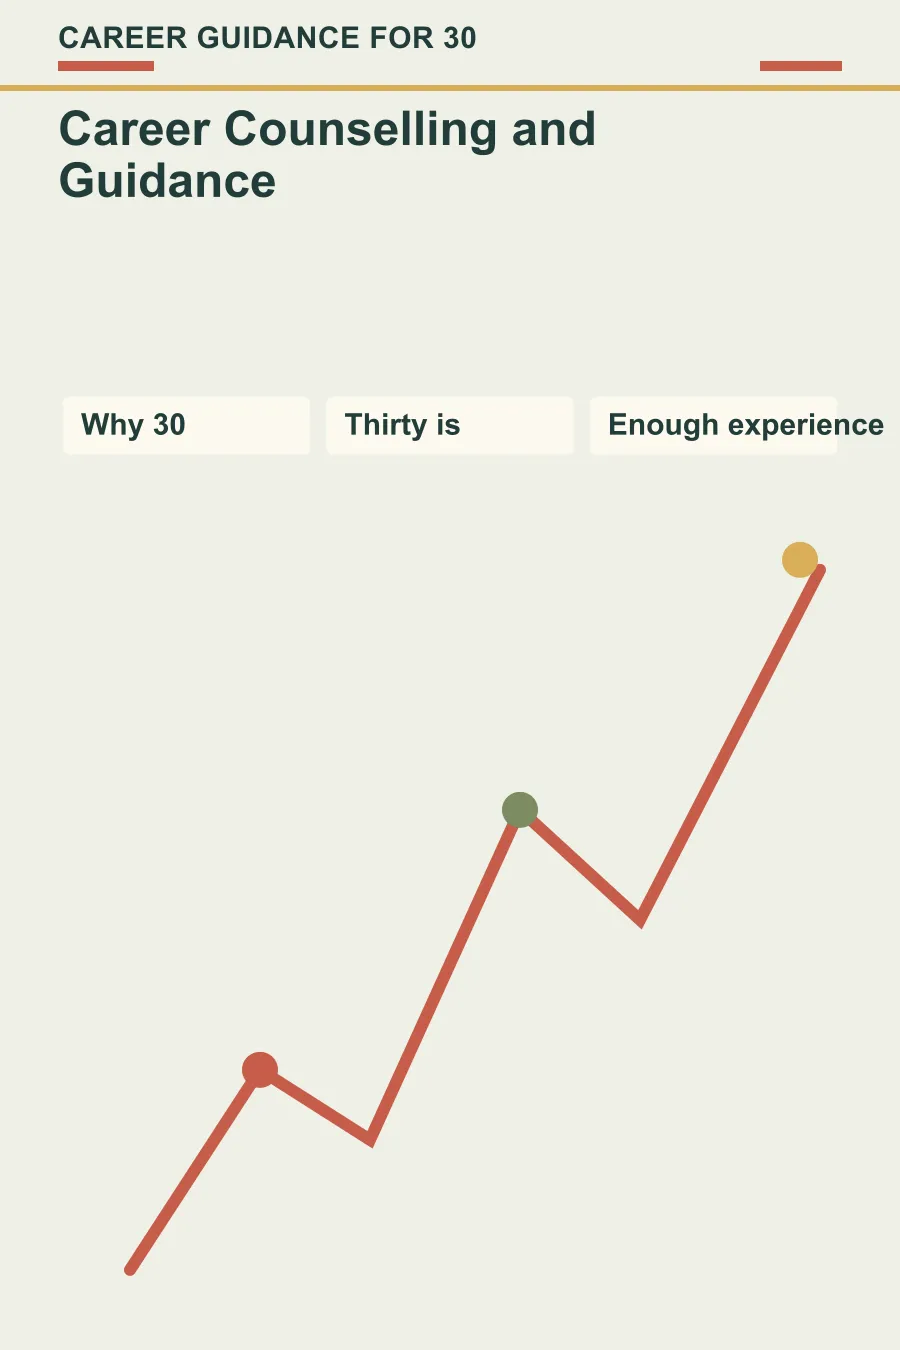 CAREER GUIDANCE FOR 30
Career Counselling and
Guidance
Why 30
Thirty is
Enough experience